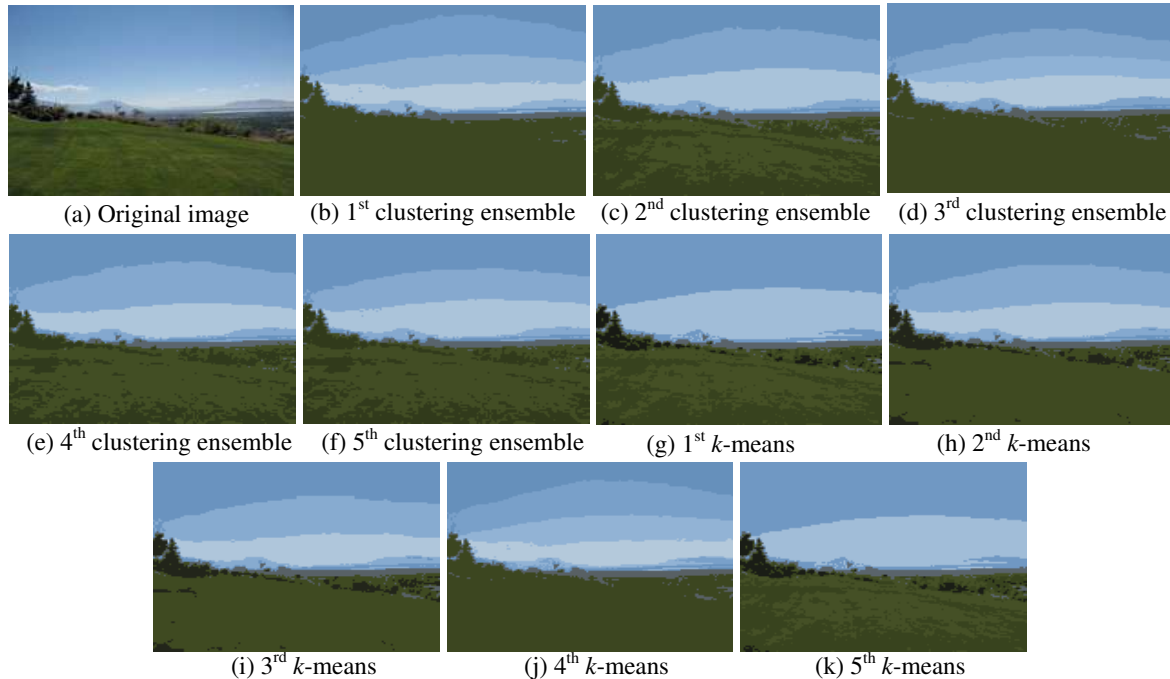 (a) Original image
(b) 1st clustering ensemble
(c) 2nd clustering ensemble
(d) 3rd clustering ensemble
(e) 4th clustering ensemble
(f) 5th clustering ensemble
(g) 1st k-means
(h) 2nd k-means
(i) 3rd k-means
(j) 4th k-means
(k) 5th k-means